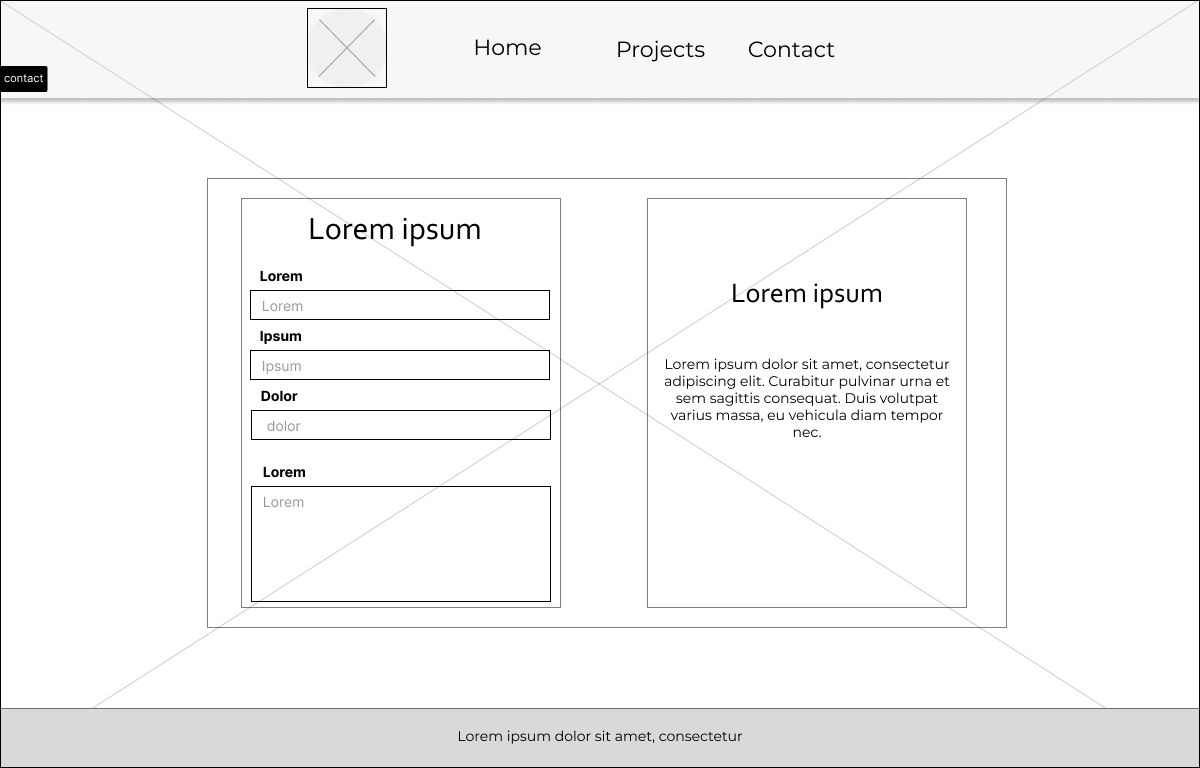 Home
Projects
Contact
contact
Lorem ipsum
Lorem
Lorem
Ipsum
Ipsum
Dolor
dolor
Lorem
Lorem
Lorem ipsum
Lorem ipsum dolor sit amet, consectetur
adipiscing elit. Curabitur pulvinar urna et
sem sagittis consequat. Duis volutpat
varius massa, eu vehicula diam tempor
nec.
Lorem ipsum dolor sit amet, consectetur